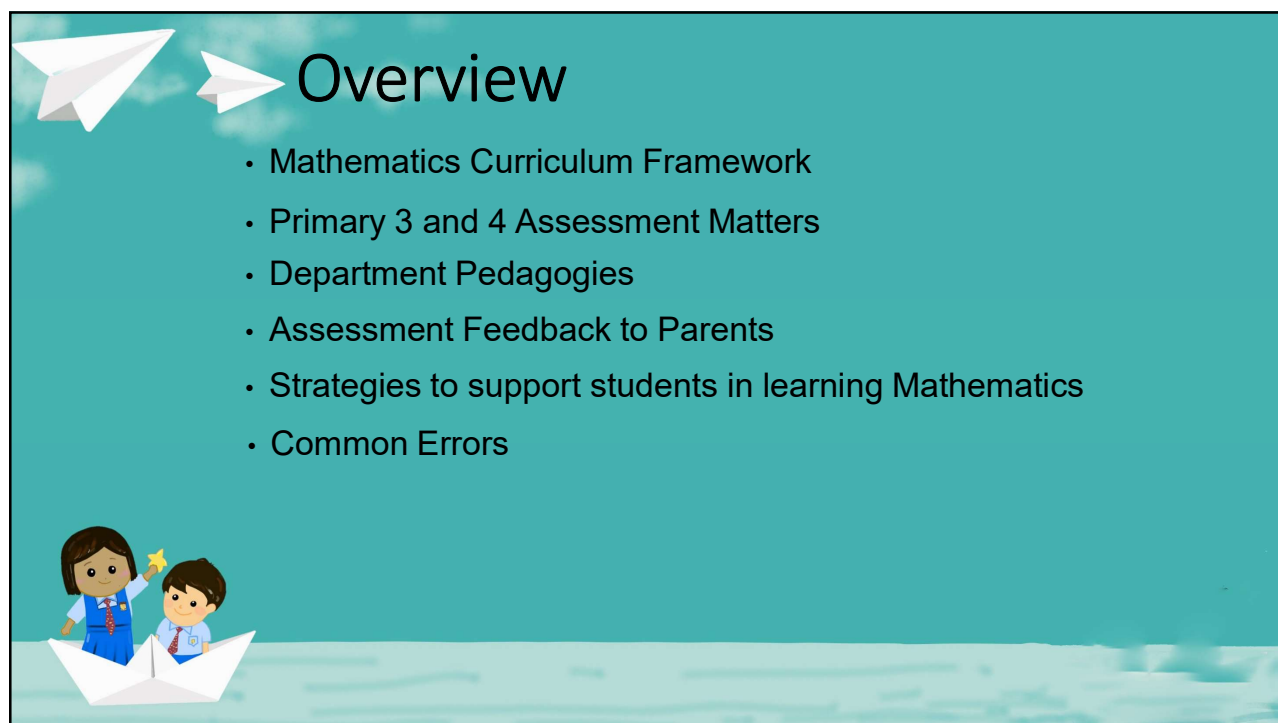 Overview
• Mathematics Curriculum Framework
• Primary 3 and 4 Assessment Matters
• Department Pedagogies
• Assessment Feedback to Parents
• Strategies to support students in learning Mathematics
• Common Errors